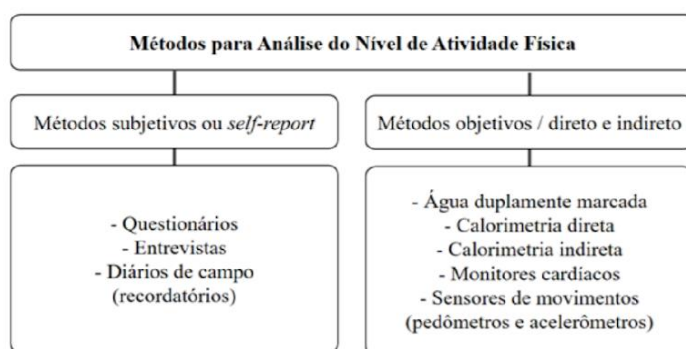 Métodos para Análise do Nível de Atividade Física
Métodos subjetivos ou self-report
- Questionários
- Entrevistas
- Diários de campo
(recordatórios)
Métodos objetivos / direto e indireto
- Água duplamente marcada
- Calorimetria direta
- Calorimetria indireta
- Monitores cardíacos
- Sensores de movimentos
(pedômetros e acelerômetros)